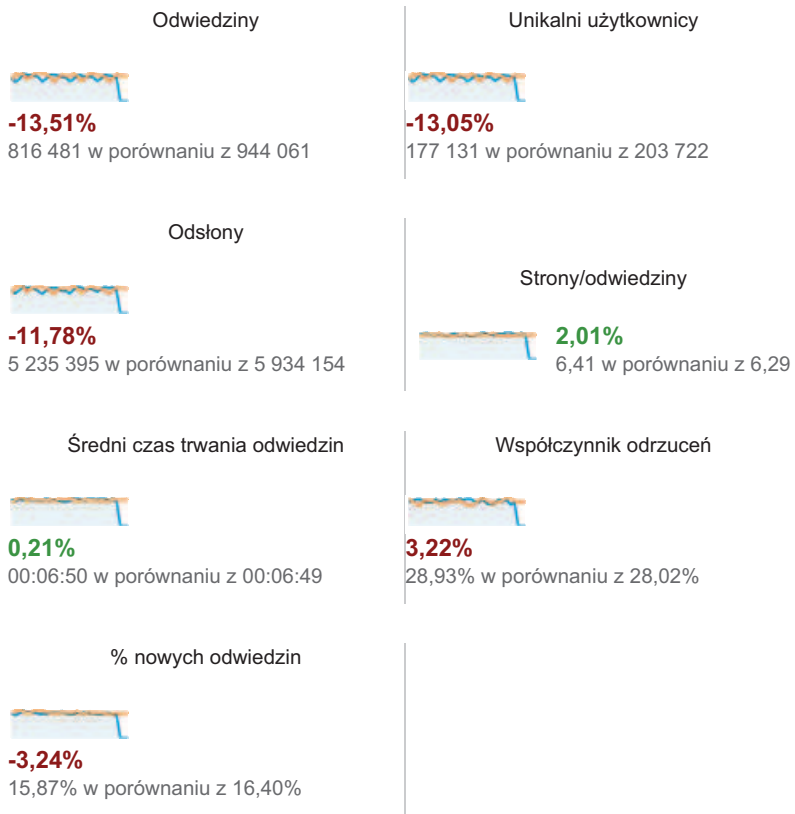 Odwiedziny
-13,51%
816 481 w porównaniu z 944 061
Unikalni użytkownicy
-13,05%
177 131 w porównaniu z 203 722
Odsłony
-11,78%
5 235 395 w porównaniu z 5 934 154
Strony/odwiedziny
2,01%
6,41 w porównaniu z 6,29
Średni czas trwania odwiedzin
0,21%
00:06:50 w porównaniu z 00:06:49
Współczynnik odrzuceń
3,22%
28,93% w porównaniu z 28,02%
% nowych odwiedzin
-3,24%
15,87% w porównaniu z 16,40%